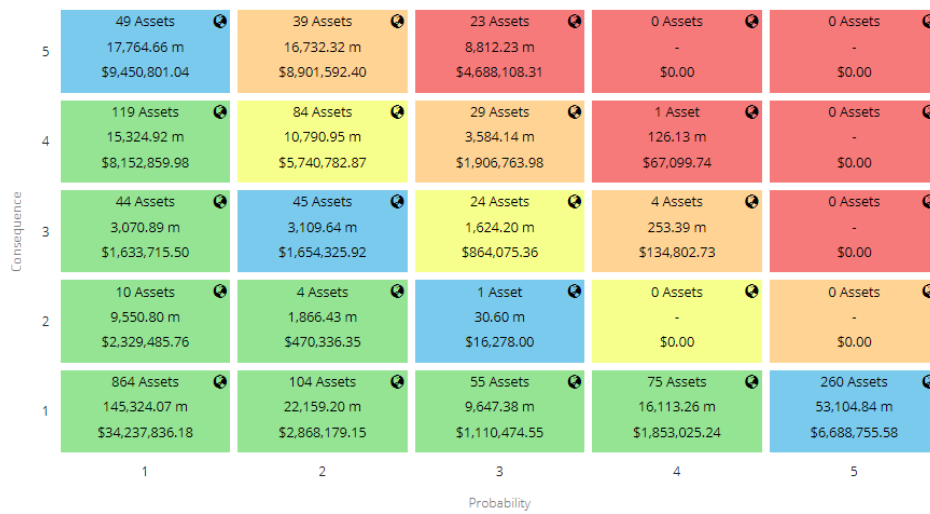 49 Assets 39 Assets 23 Assets 0 Assets 0 Assets
5 17,764.66 m 16,732.32 m 8,812.23 m - -
$9,450,801.04 $8,901,592.40 $4,688,108.31 $0.00 $0.00
119 Assets 84 Assets 29 Assets 1 Asset 0 Assets
4 15,324.92 m 10,790.95 m 3,584.14 m 126.13 m -
$8,152,859.98 $5,740,782.87 $1,906,763.98 $67,099.74 $0.00
Consequence
44 Assets 45 Assets 24 Assets 4 Assets 0 Assets
3 3,070.89 m 3,109.64 m 1,624.20 m 253.39 m -
$1,633,715.50 $1,654,325.92 $864,075.36 $134,802.73 $0.00
10 Assets 4 Assets 1 Asset 0 Assets 0 Assets
2 9,550.80 m 1,866.43 m 30.60 m - -
$2,329,485.76 $470,336.35 $16,278.00 $0.00 $0.00
864 Assets 104 Assets 55 Assets 75 Assets 260 Assets
1 145,324.07 m 22,159.20 m 9,647.38 m 16,113.26 m 53,104.84 m
$34,237,836.18 $2,868,179.15 $1,110,474.55 $1,853,025.24 $6,688,755.58
1 2 3 4 5
Probability